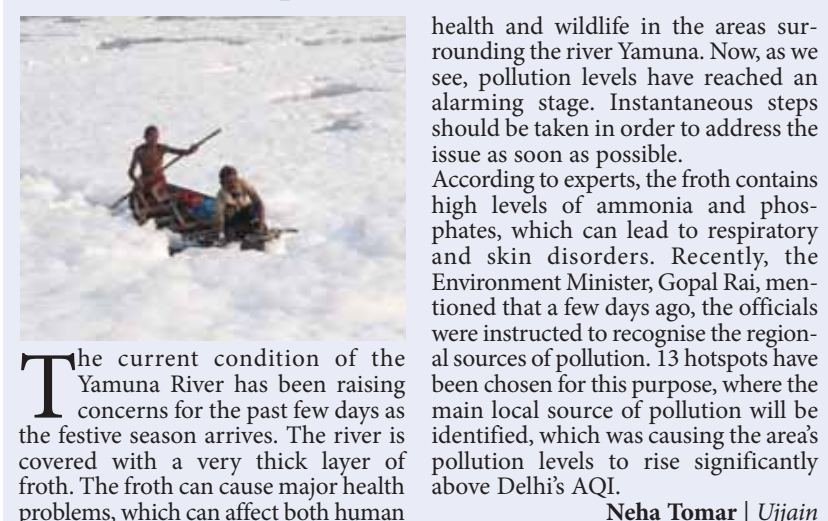 The current condition of the
Yamuna River has been raising
concerns for the past few days as
the festive season arrives. The river is
covered with a very thick layer of
froth. The froth can cause major health
problems, which can affect both human
health and wildlife in the areas sur-
rounding the river Yamuna. Now, as we
see, pollution levels have reached an
alarming stage. Instantaneous steps
should be taken in order to address the
issue as soon as possible.
According to experts, the froth contains
high levels of ammonia and phos-
phates, which can lead to respiratory
and skin disorders. Recently, the
Environment Minister, Gopal Rai, men-
tioned that a few days ago, the officials
were instructed to recognise the region-
al sources of pollution. 13 hotspots have
been chosen for this purpose, where the
main local source of pollution will be
identified, which was causing the area's
pollution levels to rise significantly
above Delhi's AQI.
Neha Tomar | Ujjain